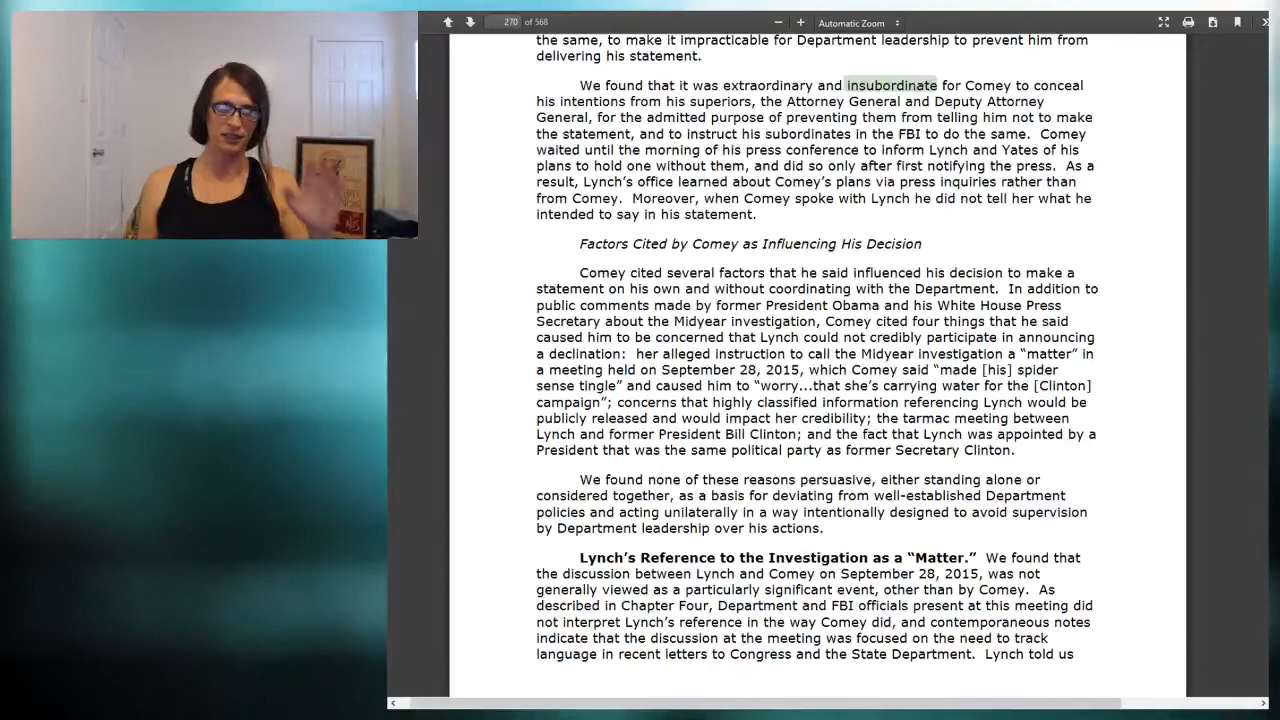 270 of 568
Automatic Zoom
the same, to make it impracticable for Department leadership to prevent him from
delivering his statement.
We found that it was extraordinary and insubordinate for Comey to conceal
his intentions from his superiors, the Attorney General and Deputy Attorney
General, for the admitted purpose of preventing them from telling him not to make
the statement, and to instruct his subordinates in the FBI to do the same.  Comey
waited until the morning of his press conference to inform Lynch and Yates of his
plans to hold one without them, and did so only after first notifying the press.  As a
result, Lynch's office learned about Comey's plans via press inquiries rather than
from Comey.  Moreover, when Comey spoke with Lynch he did not tell her what he
intended to say in his statement.
Factors Cited by Comey as Influencing His Decision
Comey cited several factors that he said influenced his decision to make a
statement on his own and without coordinating with the Department.  In addition to
public comments made by former President Obama and his White House Press
Secretary about the Midyear investigation, Comey cited four things that he said
caused him to be concerned that Lynch could not credibly participate in announcing
a declination:  her alleged instruction to call the Midyear investigation a “matter” in
a meeting held on September 28, 2015, which Comey said “made [his] spider
sense tingle” and caused him to “worry...that she's carrying water for the [Clinton]
campaign”; concerns that highly classified information referencing Lynch would be
publicly released and would impact her credibility; the tarmac meeting between
Lynch and former President Bill Clinton; and the fact that Lynch was appointed by a
President that was the same political party as former Secretary Clinton.
We found none of these reasons persuasive, either standing alone or
considered together, as a basis for deviating from well-established Department
policies and acting unilaterally in a way intentionally designed to avoid supervision
by Department leadership over his actions.
Lynch's Reference to the Investigation as a “Matter.”  We found that
the discussion between Lynch and Comey on September 28, 2015, was not
generally viewed as a particularly significant event, other than by Comey.  As
described in Chapter Four, Department and FBI officials present at this meeting did
not interpret Lynch's reference in the way Comey did, and contemporaneous notes
indicate that the discussion at the meeting was focused on the need to track
language in recent letters to Congress and the State Department.  Lynch told us